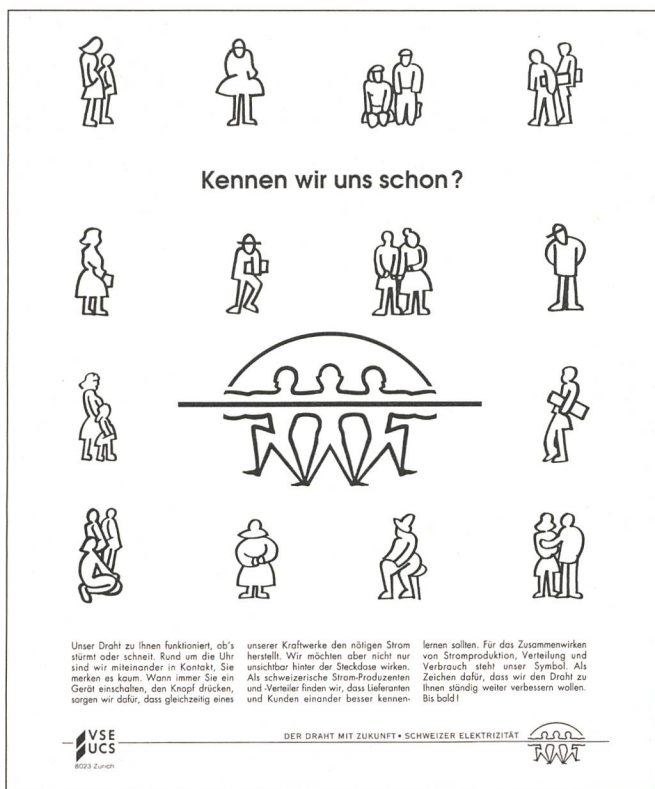 Kennen wir uns schon?
Unser Draht zu Ihnen funktioniert, ob's
stürmt oder schneit. Rund um die Uhr
sind wir miteinander in Kontakt, Sie
merken es kaum. Wann immer Sie ein
Gerät einschalten, den Knopf drücken,
sorgen wir dafür, dass gleichzeitig eines
unserer Kraftwerke den nötigen Strom
herstellt. Wir möchten aber nicht nur
unsichtbar hinter der Steckdose wirken.
Als schweizerische Strom-Produzenten
und -Verteiler finden wir, dass Lieferanten
und Kunden einander besser kennen-
lernen sollten. Für das Zusammenwirken
von Stromproduktion, Verteilung und
Verbrauch steht unser Symbol. Als
Zeichen dafür, dass wir den Draht zu
Ihnen ständig weiter verbessern wollen.
Bis bald!
VSE
UCS
8023 Zürich
DER DRAHT MIT ZUKUNFT • SCHWEIZER ELEKTRIZITÄT